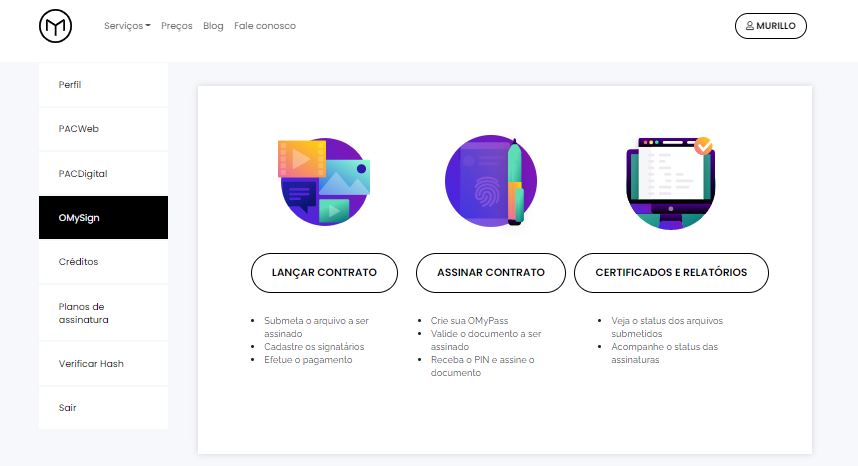 Serviços Preços Blog Fale conosco
MURILLO
Perfil
PACWeb
PACDigital
OMySign
Créditos
Planos de
assinatura
Verificar Hash
Sair
LANÇAR CONTRATO
ASSINAR CONTRATO
CERTIFICADOS E RELATÓRIOS
• Submeta o arquivo a ser
assinado
• Cadastre os signatários
• Efetue o pagamento
• Crie sua OMyPass
• Valide o documento a ser
assinado
• Receba o PIN e assine o
documento
• Veja o status dos arquivos
submetidos
• Acompanhe o status das
assinaturas